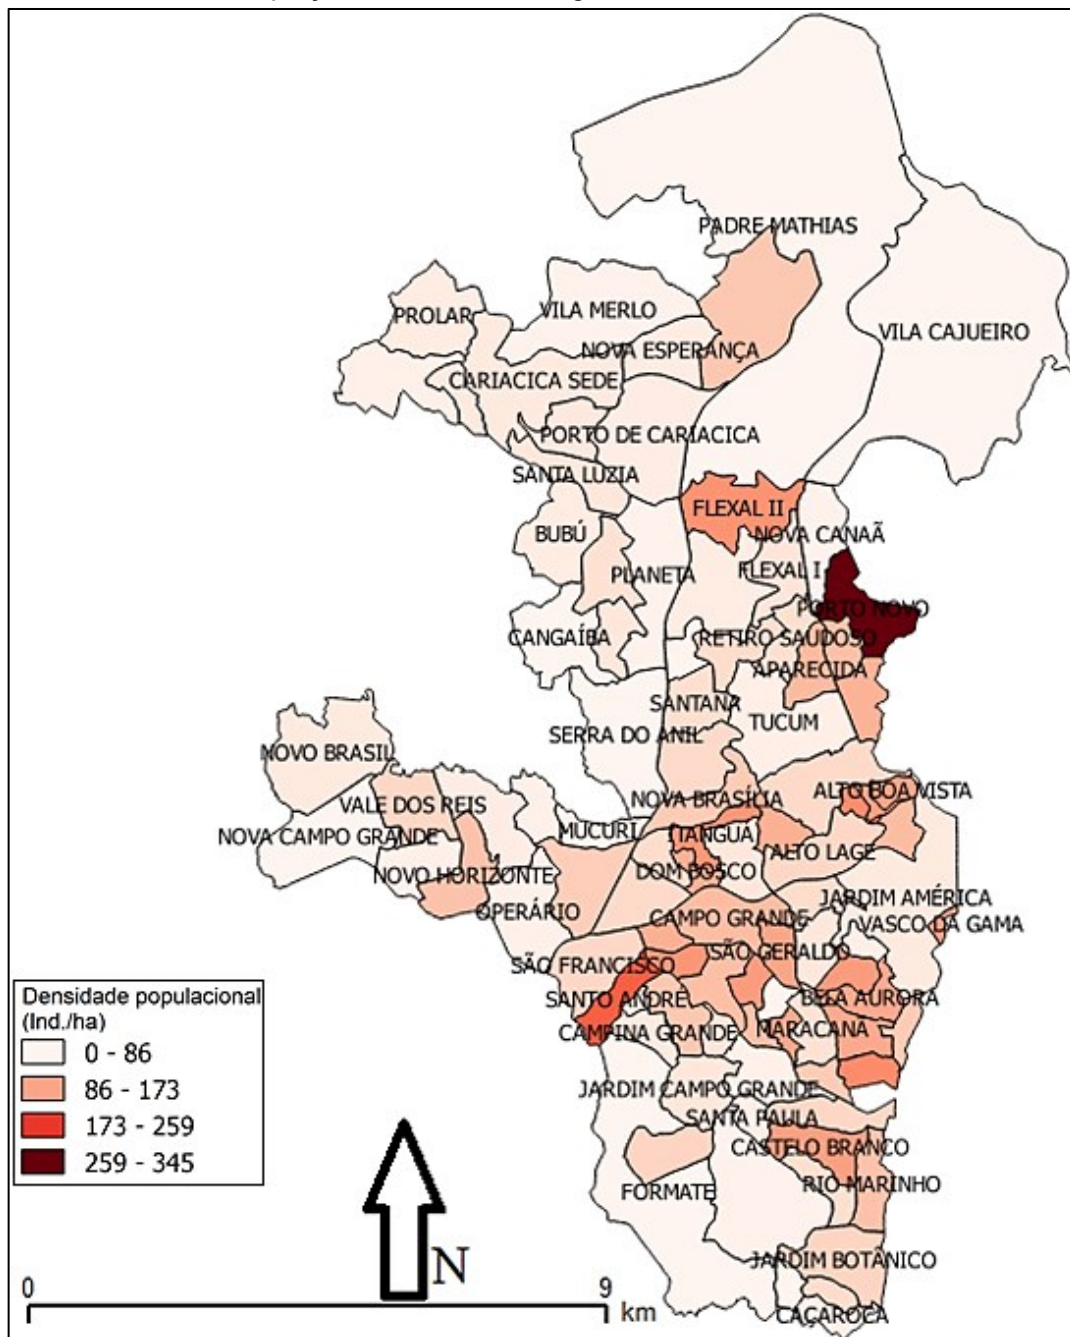 PADRE MATHIAS
PROLAR
VILA MERLO
VILA CAJUEIRO
NOVA ESPERANÇA
CARIACICA SEDE
PORTO DE CARIACICA
SANTA LUZIA
FLEXAL II
BUBÚ
NOVA CANAÃ
PLANETA
FLEXAL I
PORTO NOVO
CANGAÍBA
RETIRO SAUDOSO
APARECIDA
SANTANA
TUCUM
SERRA DO ANIL
NOVO BRASIL
ALTO BOA VISTA
NOVA BRASÍLIA
VALE DOS REIS
MUCURI
ITANGUÁ
NOVA CAMPO GRANDE
ALTO LAGE
NOVO HORIZONTE
DOM BOSCO
JARDIM AMÉRICA
OPERÁRIO
CAMPO GRANDE
VASCO DA GAMA
SÃO GERALDO
SÃO FRANCISCO
SANTO ANDRÉ
BELA AURORA
CAMPINA GRANDE
MARACANÃ
JARDIM CAMPO GRANDE
SANTA PAULA
CASTELO BRANCO
FORMATE
RIO MARINHO
JARDIM BOTÂNICO
CAÇAROCA
Densidade populacional
(Ind./ha)
0 - 86
86 - 173
173 - 259
259 - 345
N
0 9
km